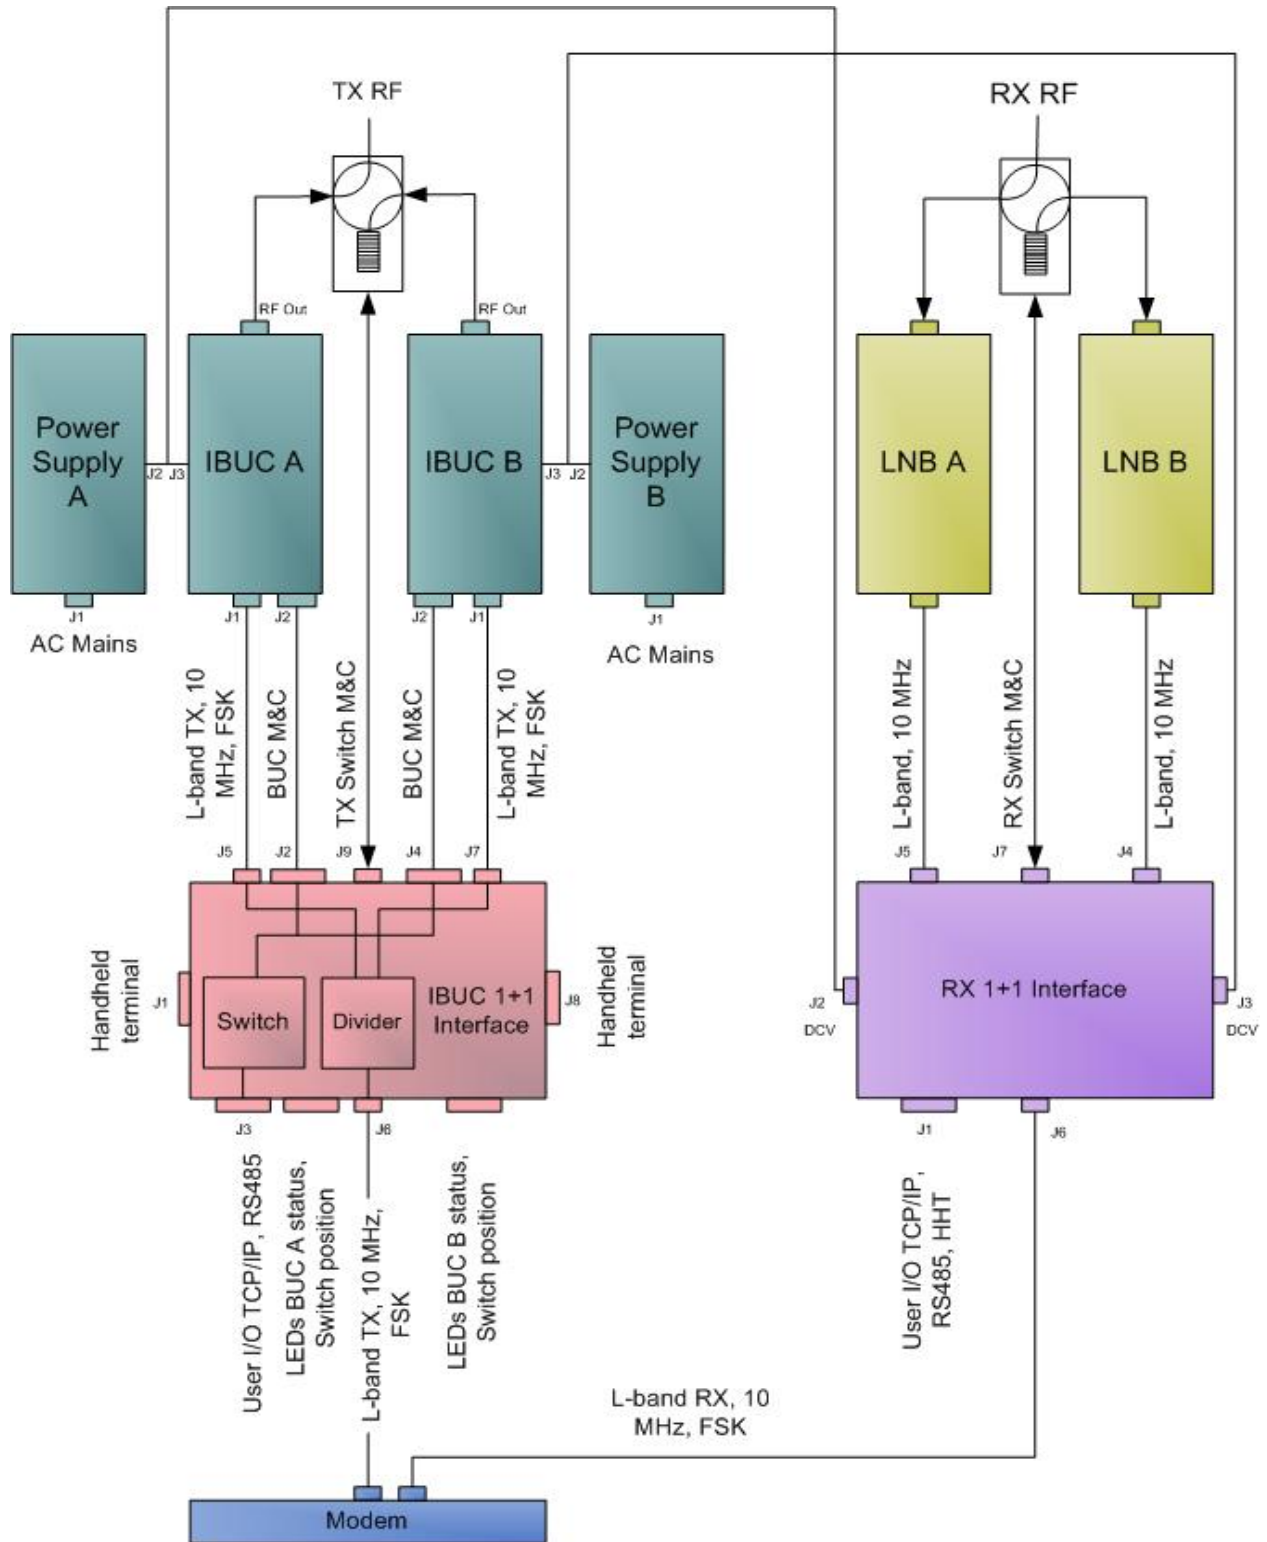 TX RF
RX RF
RF Out
RF Out
Power
Supply
A
J2
J3
IBUC A
IBUC B
J3
J2
Power
Supply
B
LNB A
LNB B
J1
AC Mains
J1
J2
J2
J1
J1
AC Mains
L-band TX, 10
MHz, FSK
BUC M&C
TX Switch M&C
BUC M&C
L-band TX, 10
MHz, FSK
L-band, 10 MHz
RX Switch M&C
L-band, 10 MHz
J5
J2
J9
J4
J7
J5
J7
J4
Handheld
terminal
J1
Switch
Divider
IBUC 1+1
Interface
J8
Handheld
terminal
J2
DCV
RX 1+1 Interface
J3
DCV
J3
J6
J1
J6
User I/O TCP/IP, RS485
LEDs BUC A status,
Switch position
L-band TX, 10 MHz,
FSK
LEDs BUC B status,
Switch position
User I/O TCP/IP,
RS485, HHT
L-band RX, 10
MHz, FSK
Modem